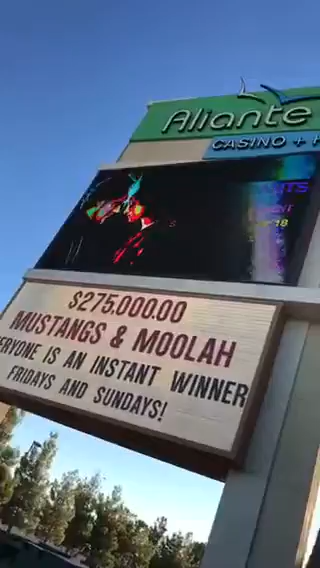 Aliante
CASINO + H
$275,000.00
MUSTANGS & MOOLAH
ERYONE IS AN INSTANT WINNER
FRIDAYS AND SUNDAYS!